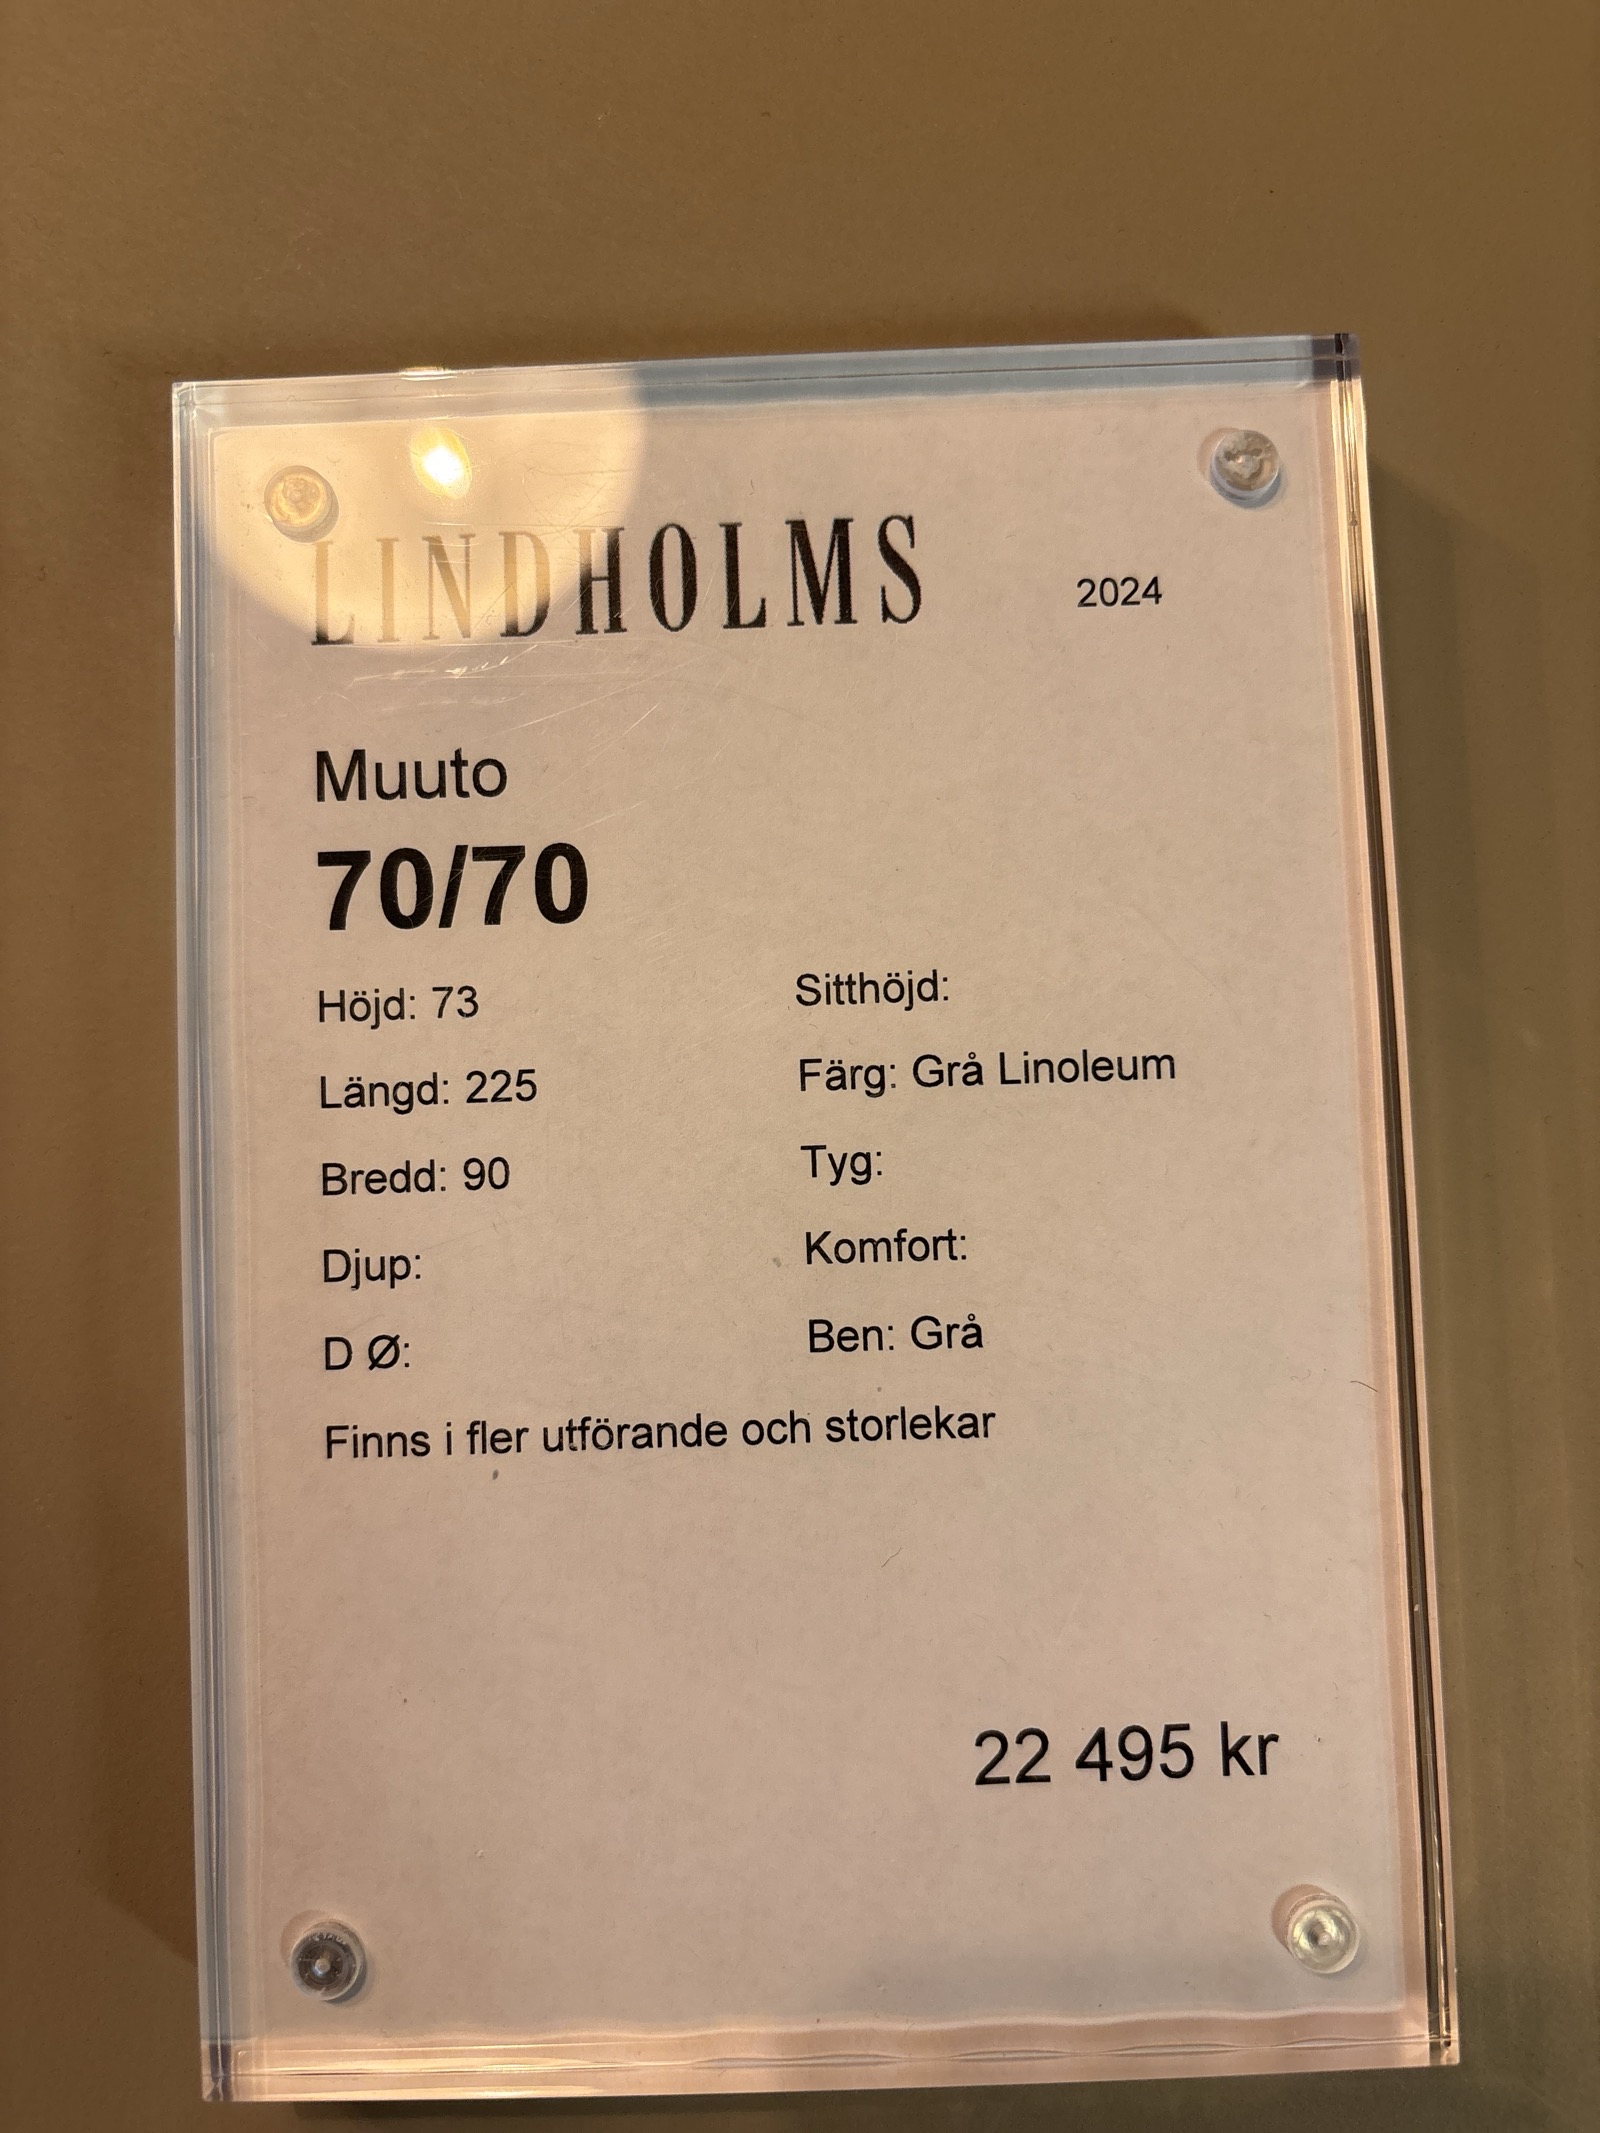 LINDHOLMS 2024
Muuto
70/70
Höjd: 73
Längd: 225
Bredd: 90
Djup:
D Ø:
Sitthöjd:
Färg: Grå Linoleum
Tyg:
Komfort:
Ben: Grå
Finns i fler utförande och storlekar
22 495 kr